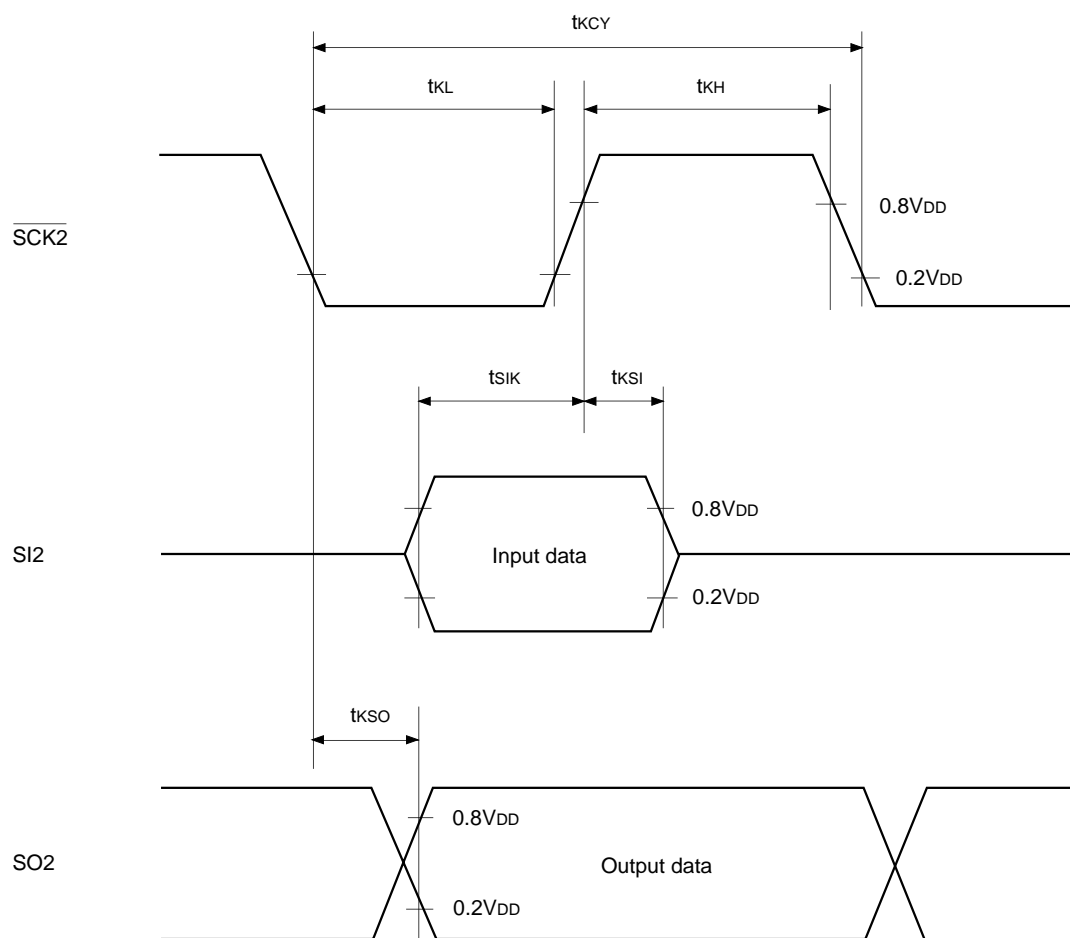 tKCY
tKL
tKH
SCK2
0.8VDD
0.2VDD
tSIK
tKSI
SI2
Input data
0.8VDD
0.2VDD
tKSO
SO2
0.8VDD
Output data
0.2VDD